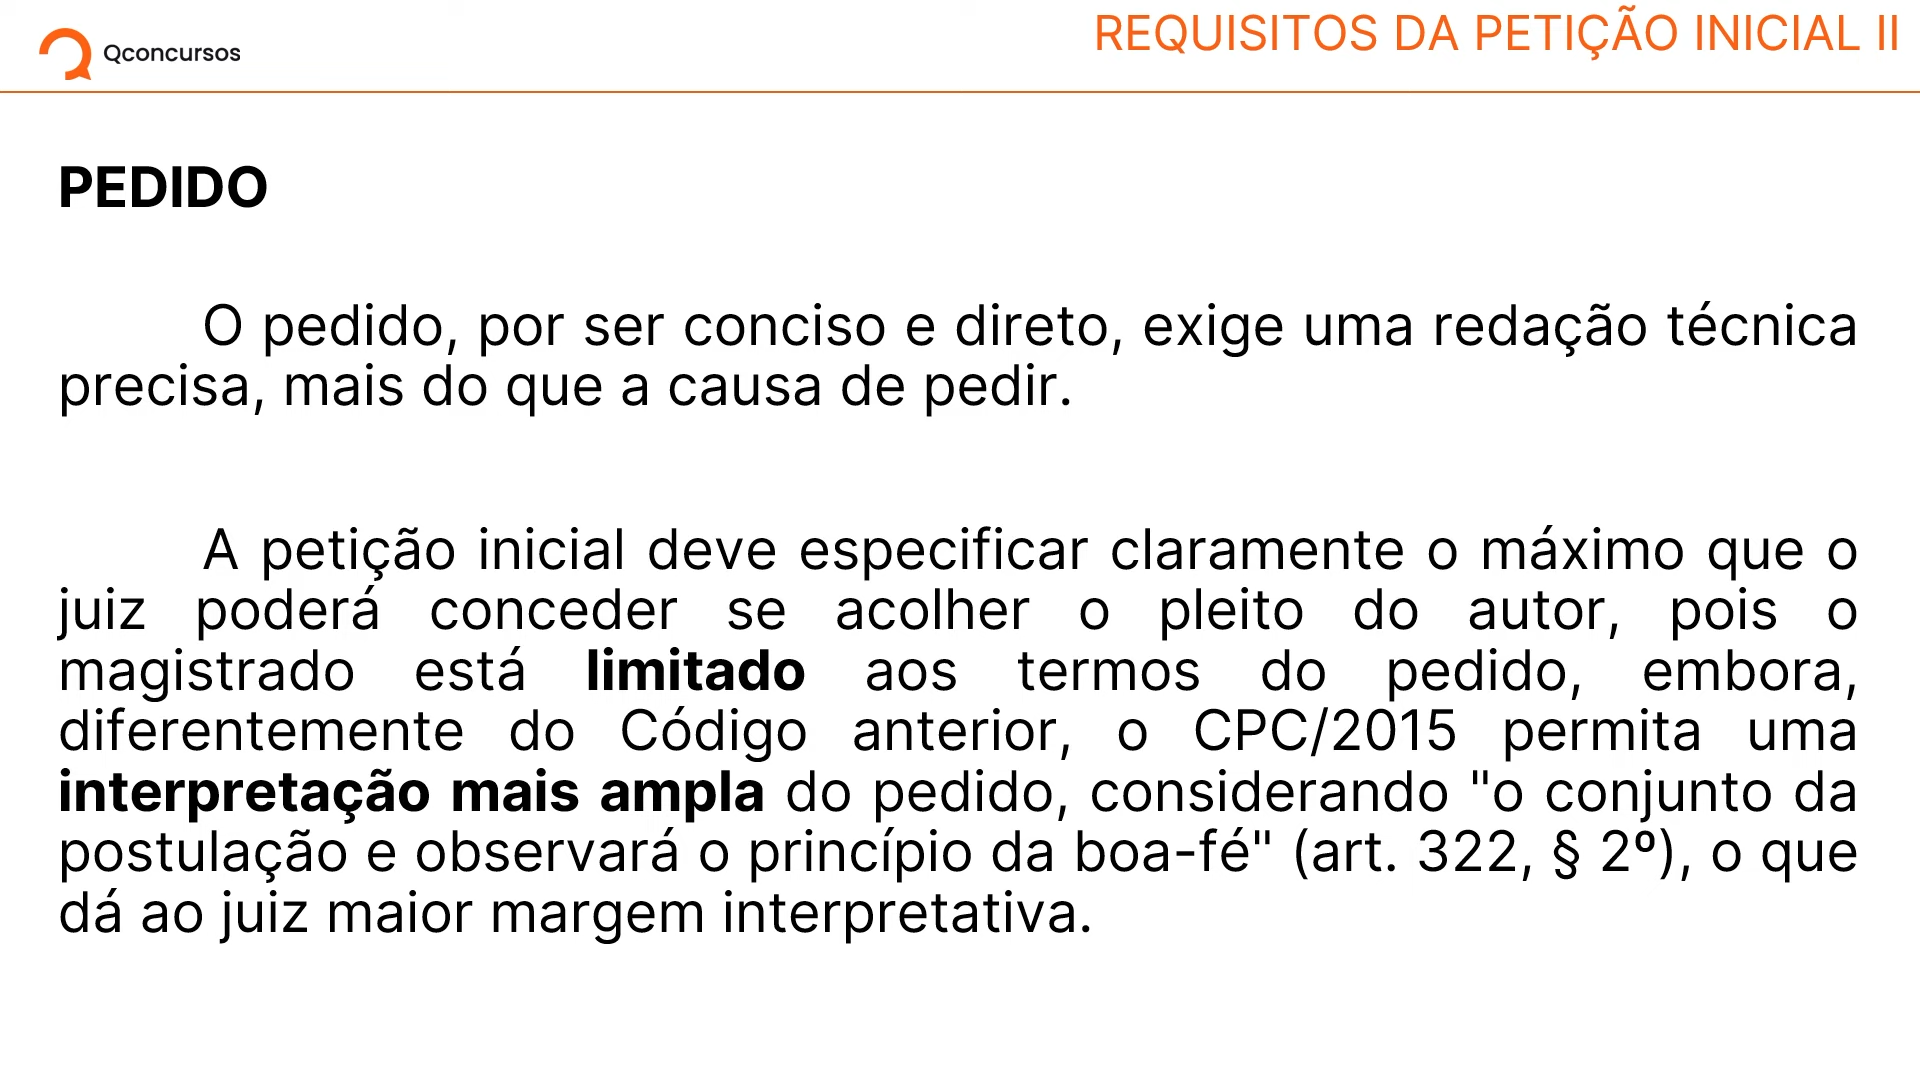 Qconcursos
REQUISITOS DA PETIÇÃO INICIAL II
PEDIDO
O pedido, por ser conciso e direto, exige uma redação técnica
precisa, mais do que a causa de pedir.
A petição inicial deve especificar claramente o máximo que o
juiz poderá conceder se acolher o pleito do autor, pois o
magistrado está limitado aos termos do pedido, embora,
diferentemente do Código anterior, o CPC/2015 permita uma
interpretação mais ampla do pedido, considerando "o conjunto da
postulação e observará o princípio da boa-fé" (art. 322, § 2º), o que
dá ao juiz maior margem interpretativa.